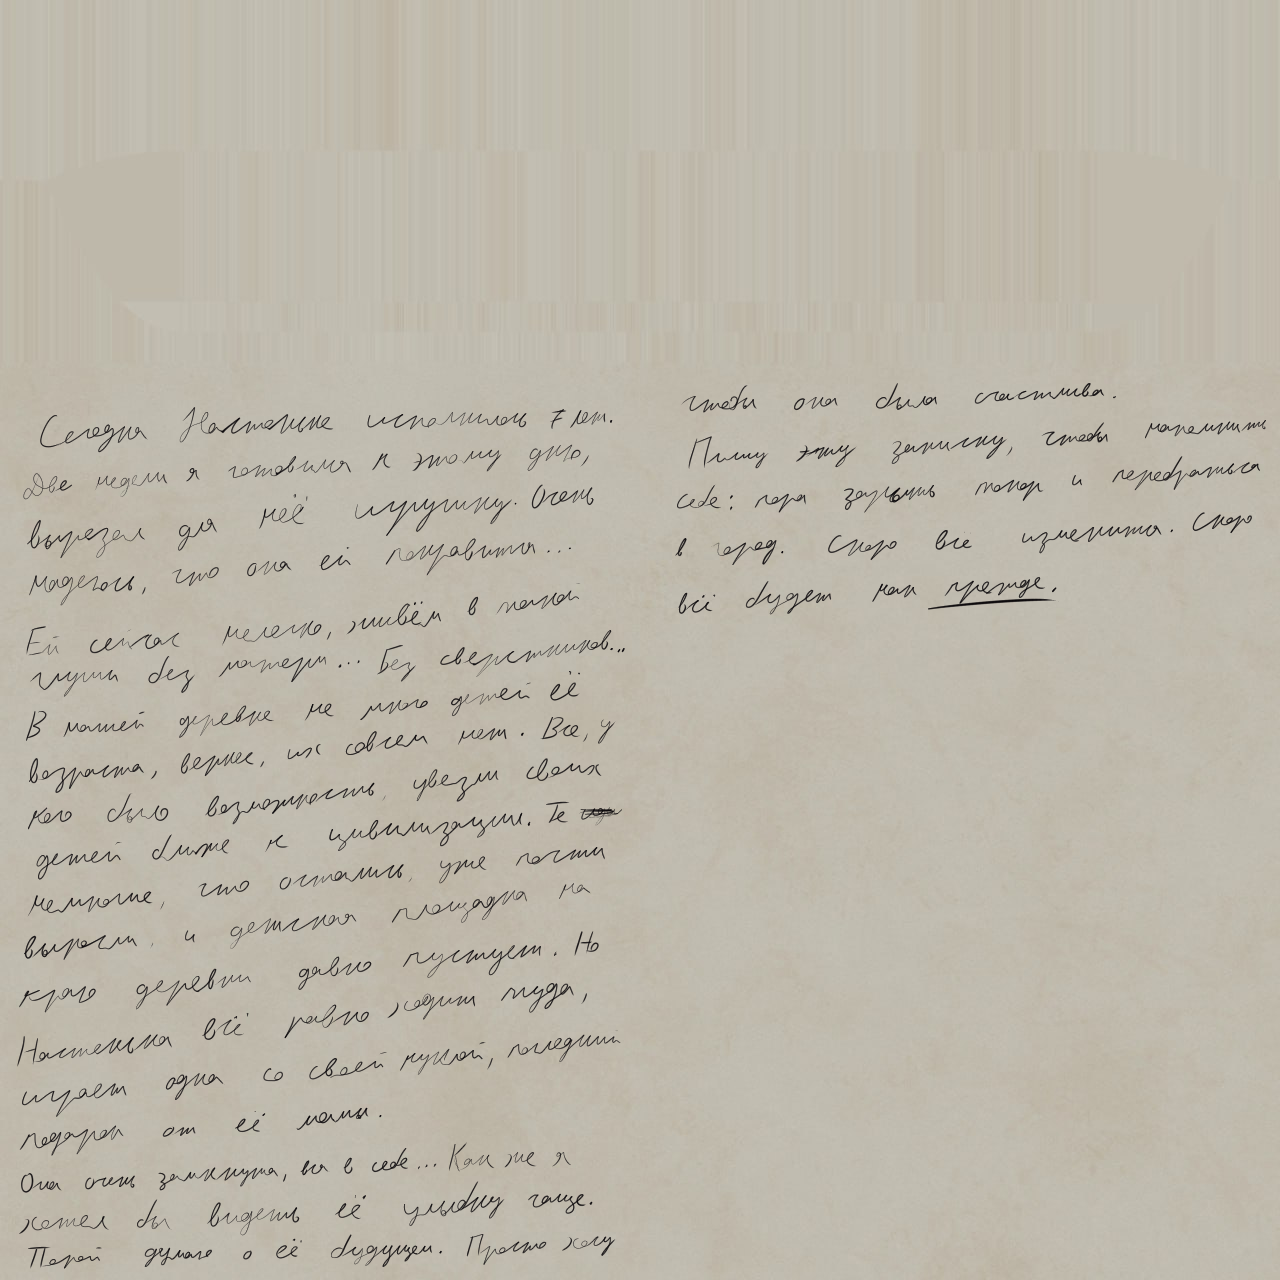 Сегодня Настеньке исполнилось 7 лет.
Две недели я готовился к этому дню,
вырезал для неё игрушку. Очень
надеюсь, что она ей понравится...
Ей сейчас нелегко, живём в такой
глуши без матери... Без сверстников...
В нашей деревне не много детей её
возраста, вернее, их совсем нет. Все, у
кого было возможность, увезли своих
детей ближе к цивилизации. Те
немногие, что остались, уже почти
выросли, и детская площадка на
краю деревни давно пустует. Но
Настенька всё равно ходит туда,
играет одна со своей куклой, последний
подарок от её мамы.
Она очень замкнута, вся в себе... Как же я
хотел бы видеть её улыбку чаще.
Порой думаю о её будущем. Просто хочу
чтобы она была счастлива.
Пишу эту записку, чтобы напомнить
себе: пора зарыть топор и перебраться
в город. Скоро все изменится. Скоро
всё будет как прежде.